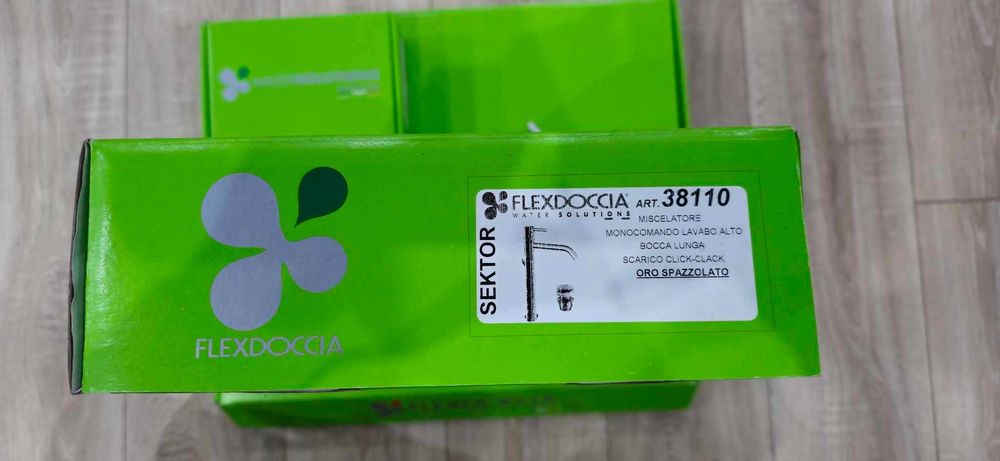 FLEXDOCCIA
SEKTOR
FLEXDOCCIA®
WATER SOLUTIONS
ART. 38110
MISCELATORE
MONOCOMANDO LAVABO ALTO
BOCCA LUNGA
SCARICO CLICK-CLACK
ORO SPAZZOLATO